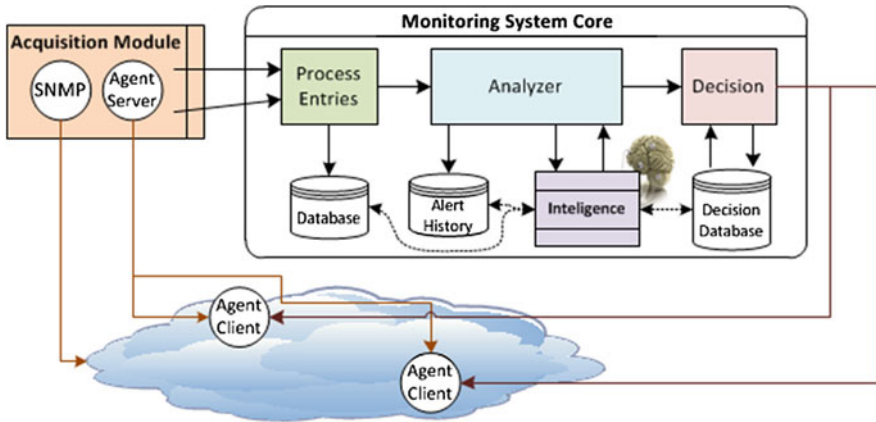 Monitoring System Core
Acquisition Module
SNMP
Agent
Server
Process
Entries
Analyzer
Decision
Database
Alert
History
Inteligence
Decision
Database
Agent
Client
Agent
Client